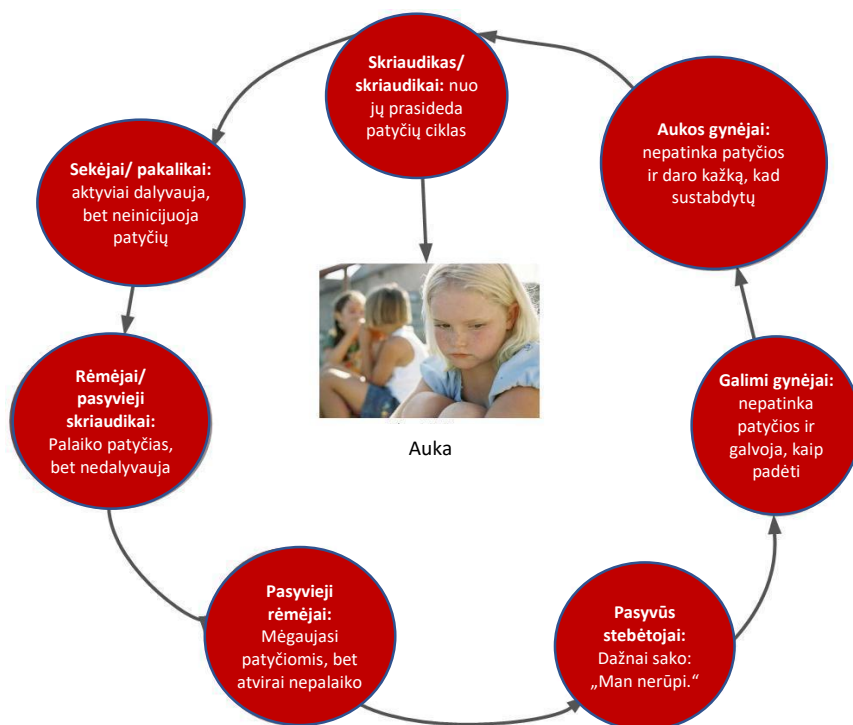 Skriaudikas/
skriaudikai: nuo
jų prasideda
patyčių ciklas
Sekėjai/ pakalikai:
aktyviai dalyvauja,
bet neinicijuoja
patyčių
Rėmėjai/
pasyvieji
skriaudikai:
Palaiko patyčias,
bet nedalyvauja
Pasyvieji
rėmėjai:
Mėgaujasi
patyčiomis, bet
atvirai nepalaiko
Pasyvūs
stebėtojai:
Dažnai sako:
„Man nerūpi.“
Galimi gynėjai:
nepatinka
patyčios ir
galvoja, kaip
padėti
Aukos gynėjai:
nepatinka patyčios
ir daro kažką, kad
sustabdytų
Auka